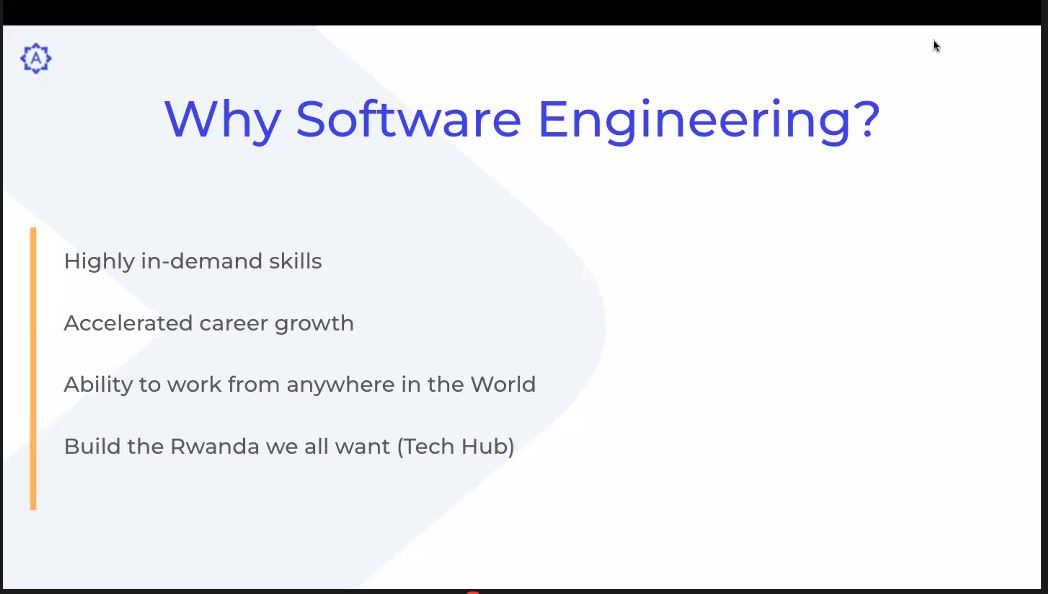 A
Why Software Engineering?
Highly in-demand skills
Accelerated career growth
Ability to work from anywhere in the World
Build the Rwanda we all want (Tech Hub)